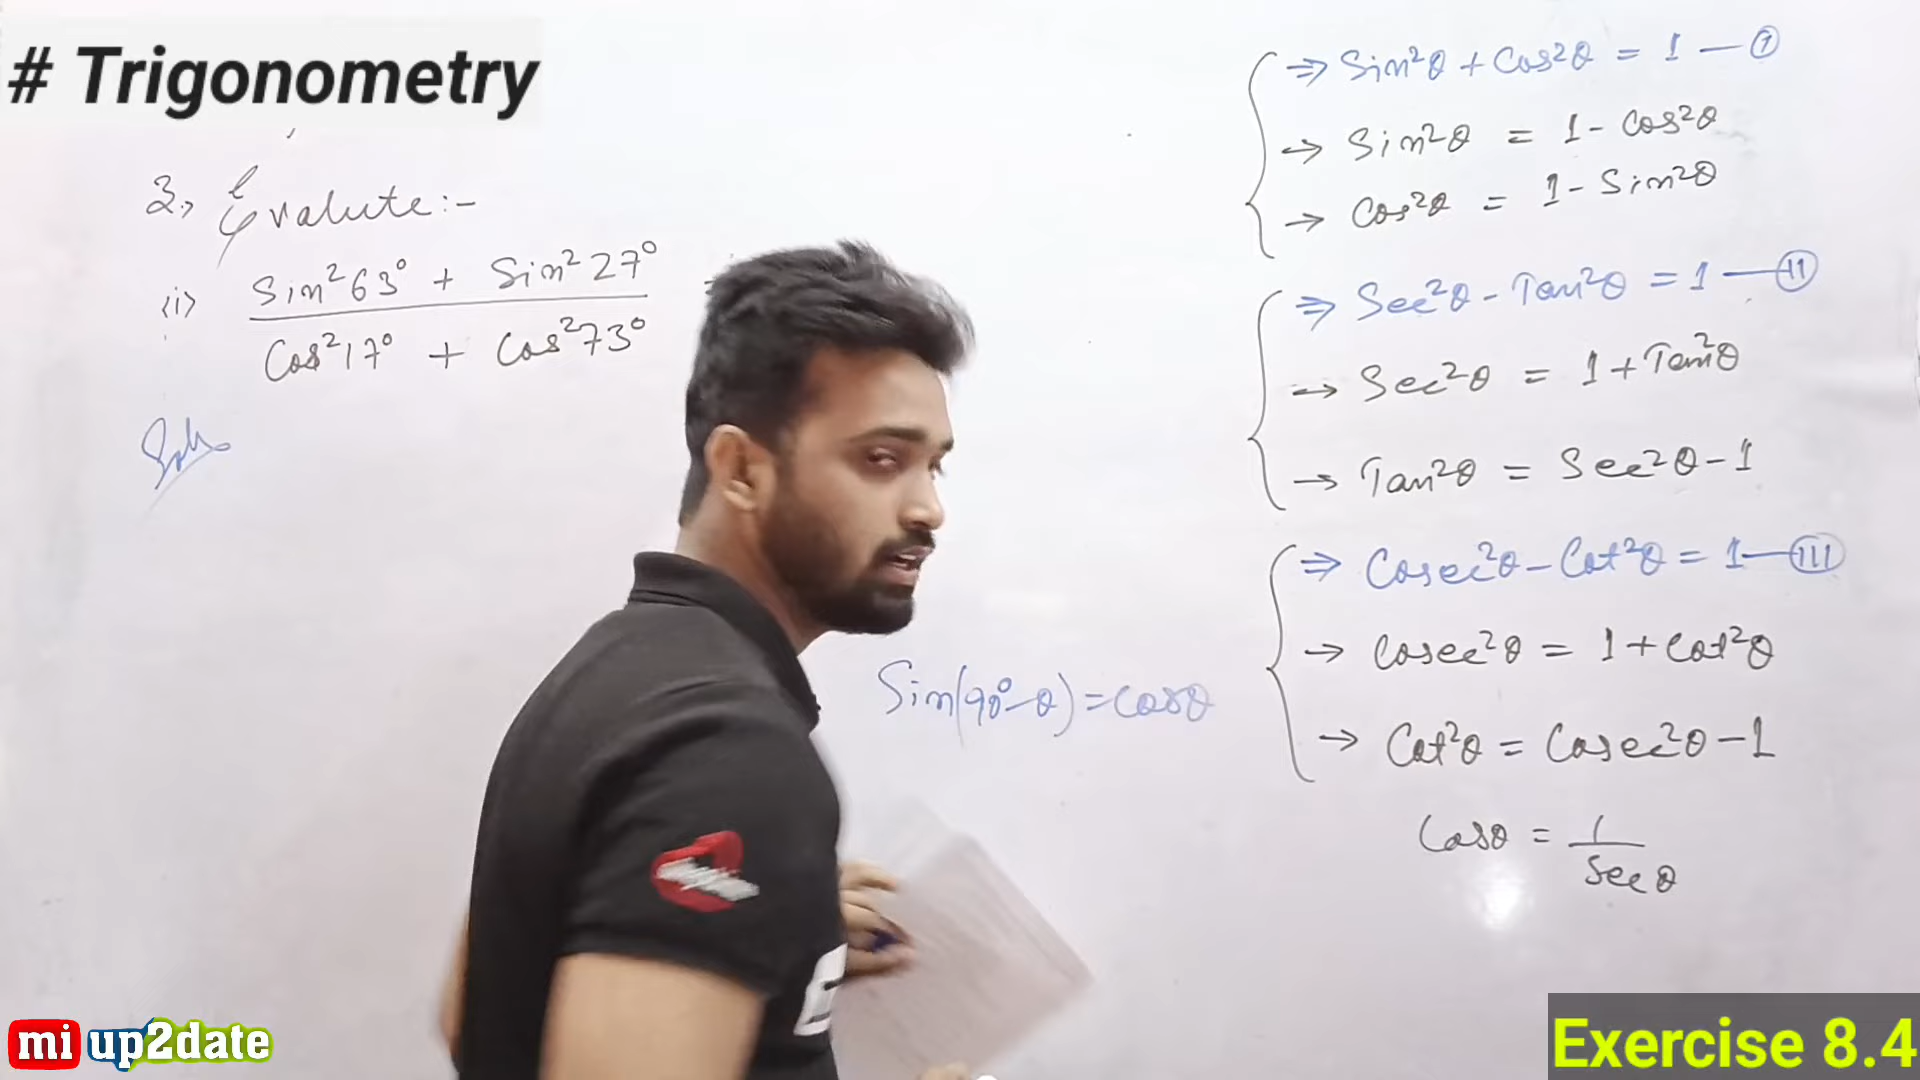 # Trigonometry
3., Evalute:-
(i) Sin²63° + Sin²27°
Cos²17° + Cos²73°
Soln
Sin(90°-θ)=Cosθ
⇒ Sin²θ + Cos²θ = 1 — I
→ Sin²θ = 1 - Cos²θ
→ Cos²θ = 1 - Sin²θ
⇒ Sec²θ - Tan²θ = 1 — II
→ Sec²θ = 1 + Tan²θ
→ Tan²θ = Sec²θ - 1
⇒ Cosec²θ - Cot²θ = 1 — III
→ Cosec²θ = 1 + Cot²θ
→ Cot²θ = Cosec²θ - 1
Cosθ = 1
Secθ
mi up2date
Exercise 8.4